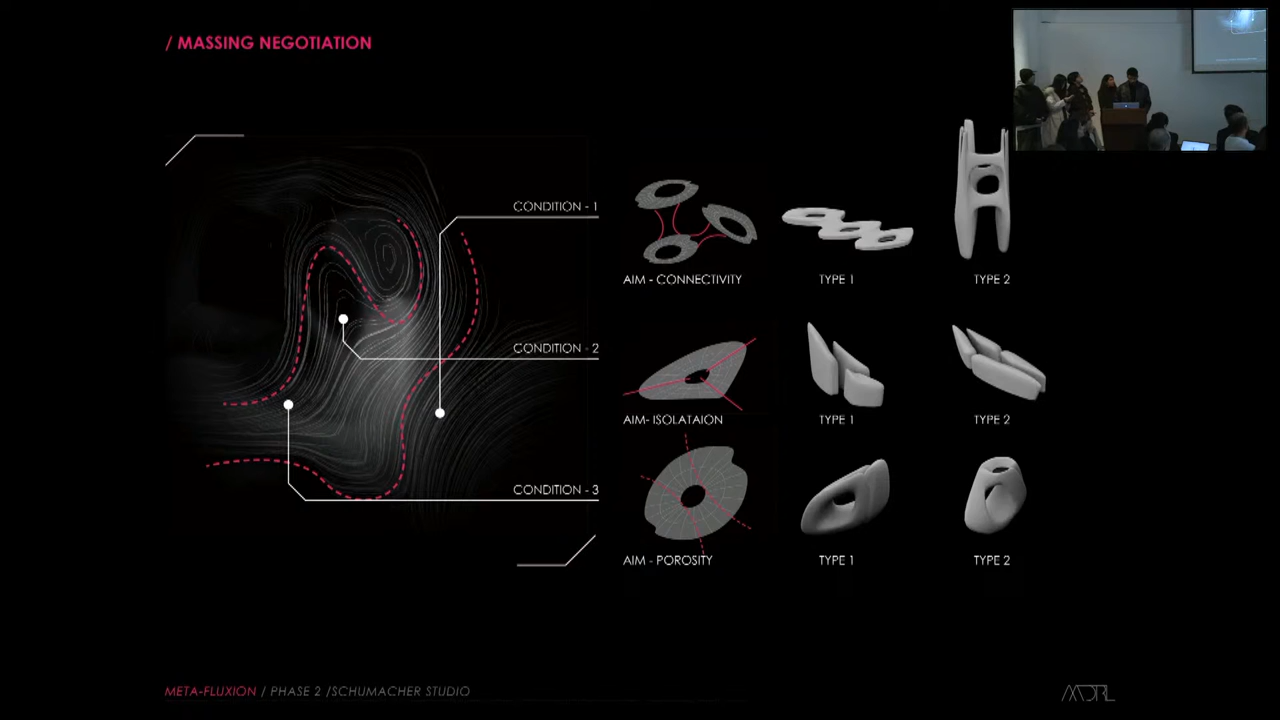 / MASSING NEGOTIATION
CONDITION - 1
CONDITION - 2
CONDITION - 3
AIM - CONNECTIVITY
TYPE 1
TYPE 2
AIM- ISOLATAION
TYPE 1
TYPE 2
AIM - POROSITY
TYPE 1
TYPE 2
META-FLUXION / PHASE 2 /SCHUMACHER STUDIO
ADRL